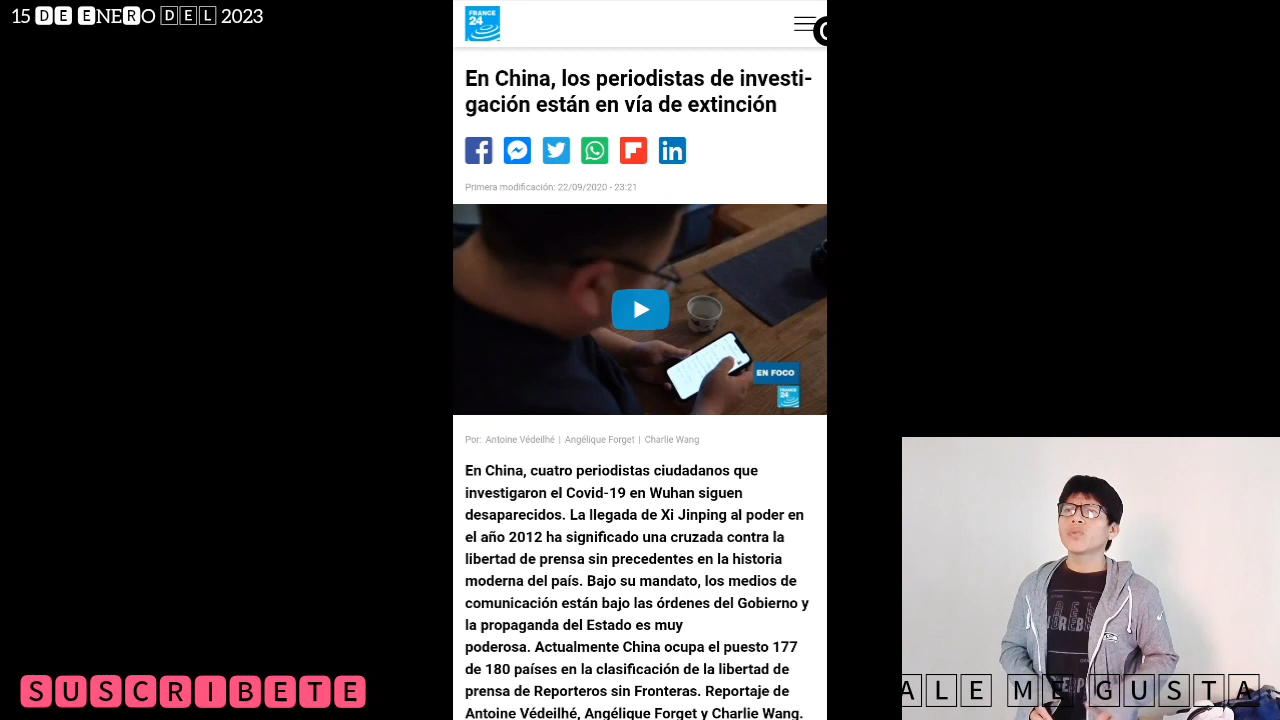 15 DE ENERO DEL 2023
FRANCE
24
En China, los periodistas de investi-
gación están en vía de extinción
Primera modificación: 22/09/2020 - 23:21
EN FOCO
FRANCE
24
Por: Antoine Védeilhé | Angélique Forget | Charlie Wang
En China, cuatro periodistas ciudadanos que
investigaron el Covid-19 en Wuhan siguen
desaparecidos. La llegada de Xi Jinping al poder en
el año 2012 ha significado una cruzada contra la
libertad de prensa sin precedentes en la historia
moderna del país. Bajo su mandato, los medios de
comunicación están bajo las órdenes del Gobierno y
la propaganda del Estado es muy
poderosa. Actualmente China ocupa el puesto 177
de 180 países en la clasificación de la libertad de
prensa de Reporteros sin Fronteras. Reportaje de
Antoine Védeilhé, Angélique Forget y Charlie Wang.
SUSCRIBETE
ALE ME GUSTA